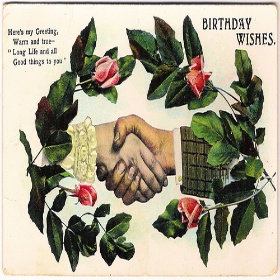 Here's my Greeting,
Warm and true—
"Long Life and all
Good things to you"
BIRTHDAY
WISHES.